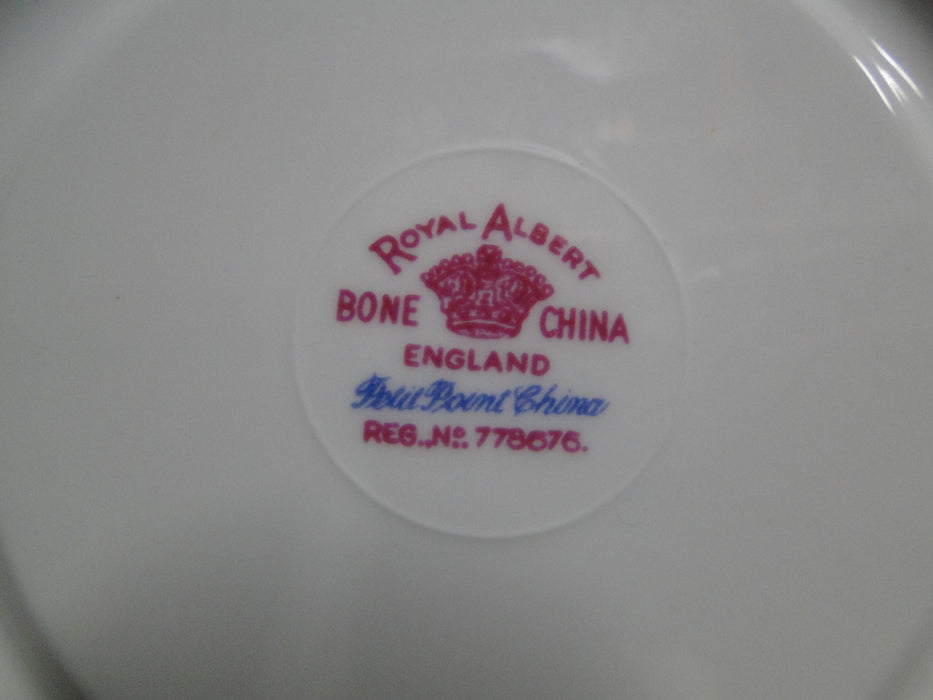 ROYAL ALBERT
BONE CHINA
ENGLAND
Petit Point China
REG. No. 778676.